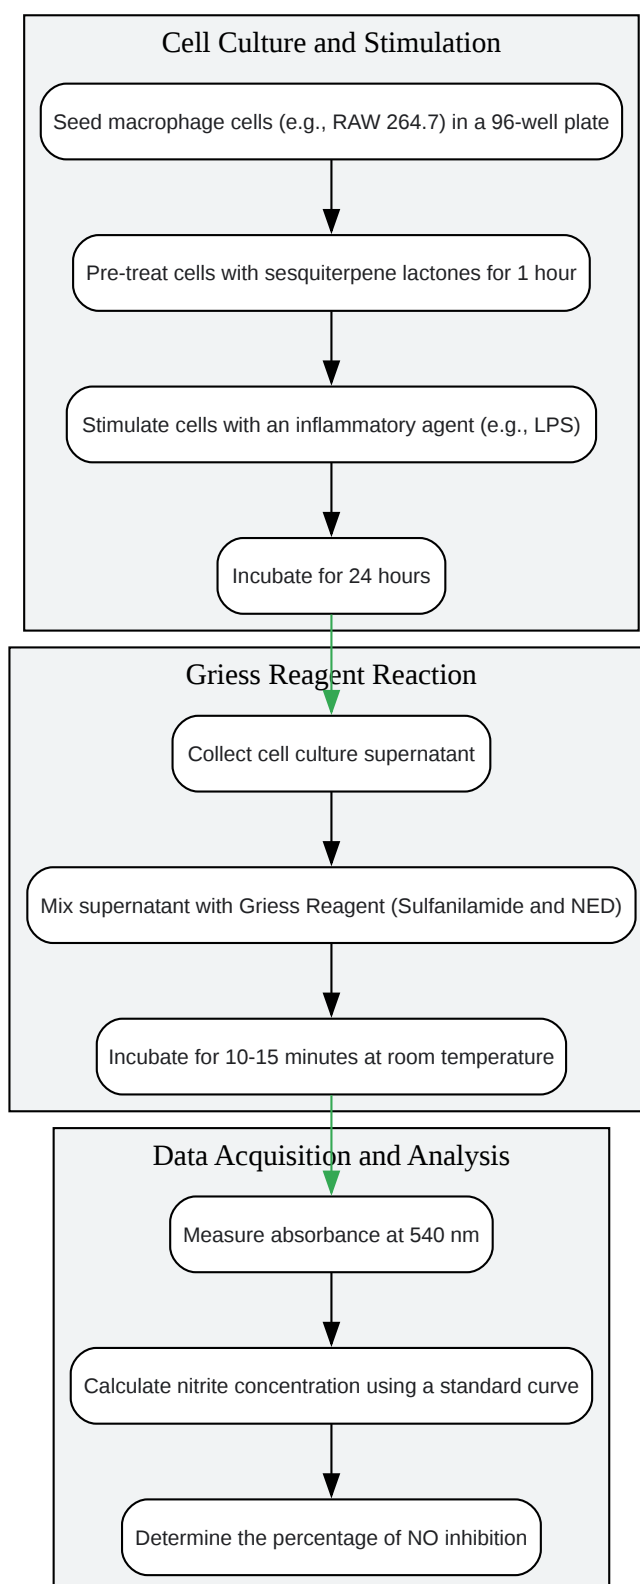 Cell Culture and Stimulation
Seed macrophage cells (e.g., RAW 264.7) in a 96-well plate
Pre-treat cells with sesquiterpene lactones for 1 hour
Stimulate cells with an inflammatory agent (e.g., LPS)
Incubate for 24 hours
Griess Reagent Reaction
Collect cell culture supernatant
Mix supernatant with Griess Reagent (Sulfanilamide and NED)
Incubate for 10-15 minutes at room temperature
Data Acquisition and Analysis
Measure absorbance at 540 nm
Calculate nitrite concentration using a standard curve
Determine the percentage of NO inhibition